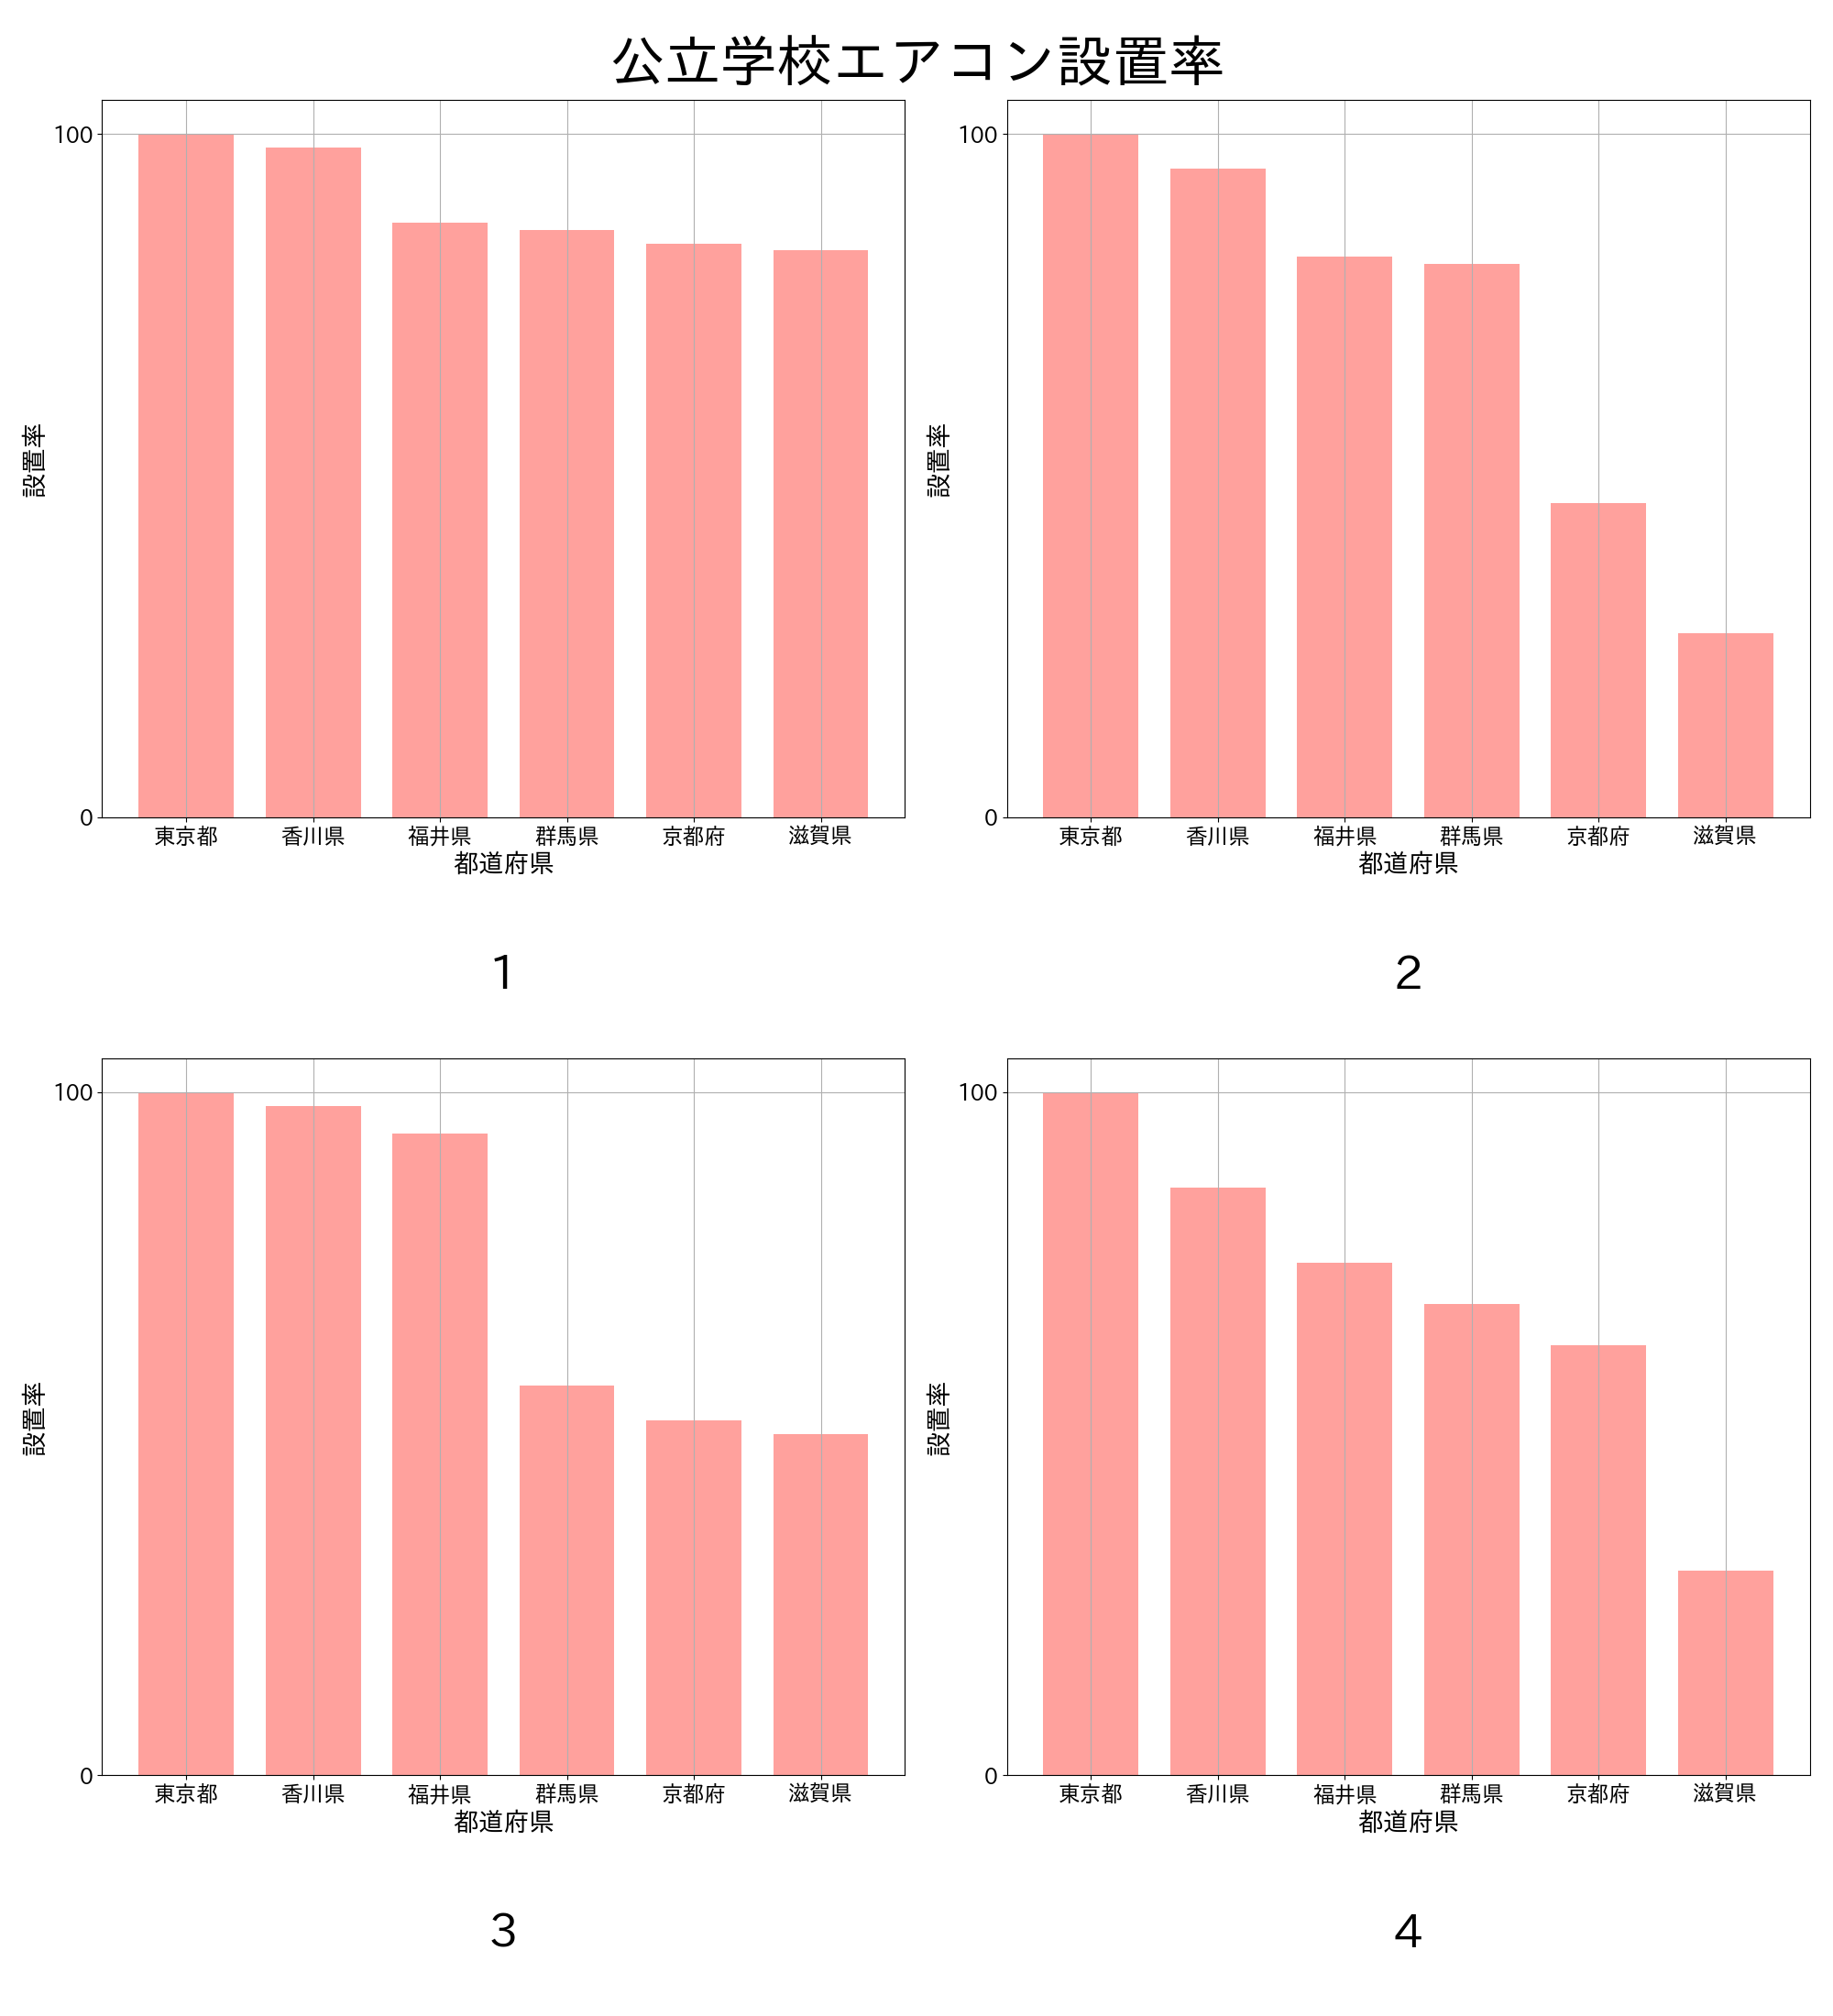 公立学校エアコン設置率
100
0
設置率
東京都 香川県 福井県 群馬県 京都府 滋賀県
都道府県
1
100
0
設置率
東京都 香川県 福井県 群馬県 京都府 滋賀県
都道府県
2
100
0
設置率
東京都 香川県 福井県 群馬県 京都府 滋賀県
都道府県
3
100
0
設置率
東京都 香川県 福井県 群馬県 京都府 滋賀県
都道府県
4